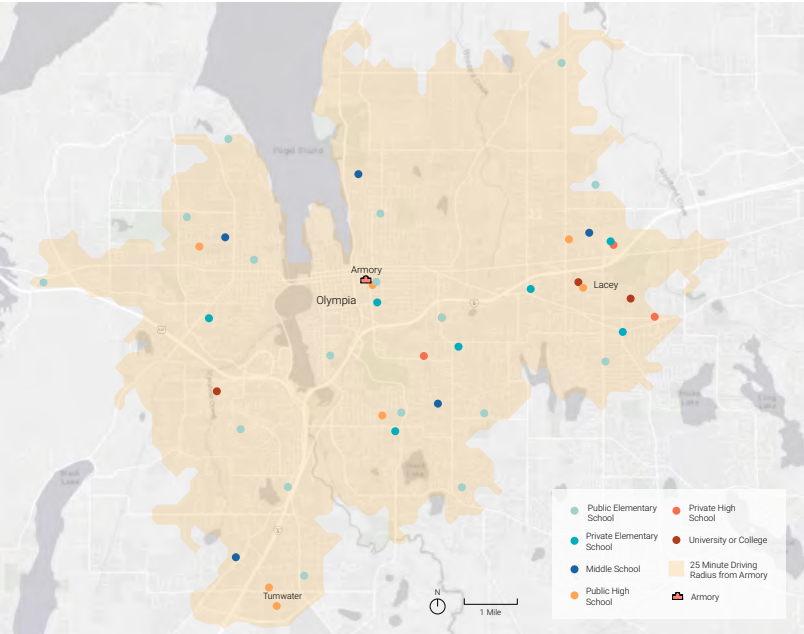 Puget Sound
Armory
Olympia
Lacey
Tumwater
Public Elementary
School
Private Elementary
School
Middle School
Public High
School
Private High
School
University or College
25 Minute Driving
Radius from Armory
Armory
N
1 Mile